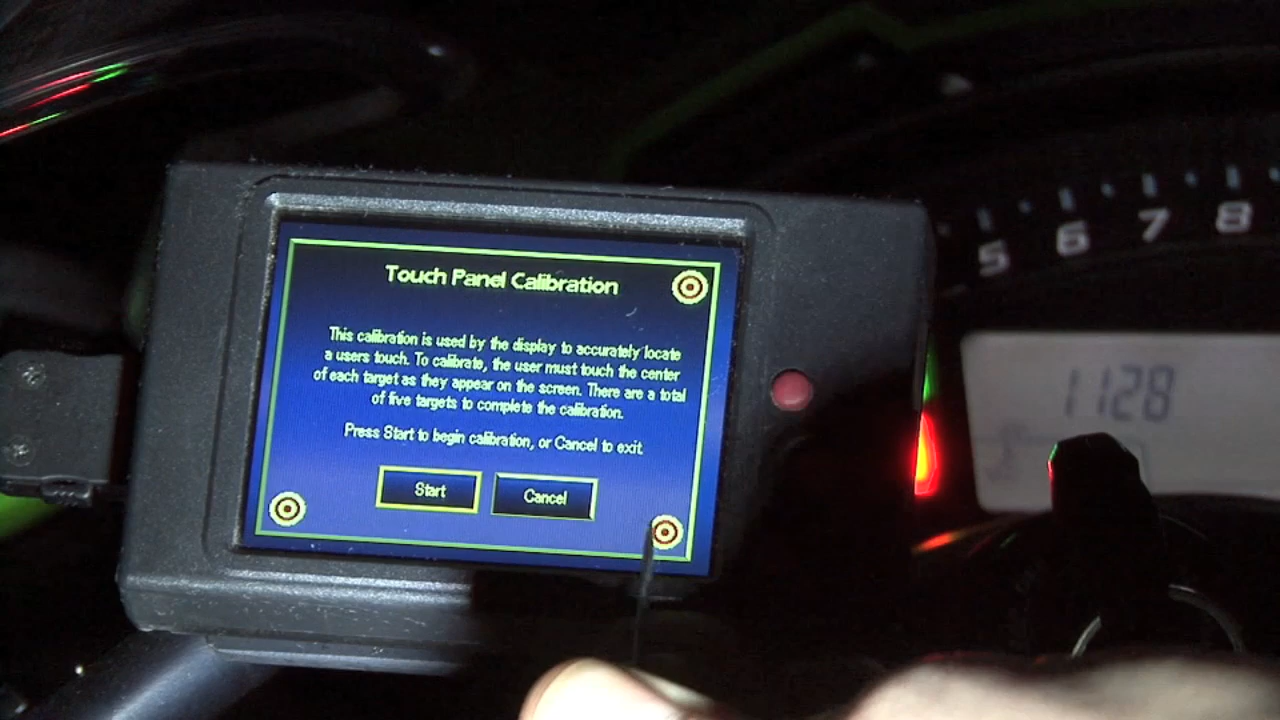 Touch Panel Calibration
This calibration is used by the display to accurately locate
a users touch. To calibrate, the user must touch the center
of each target as they appear on the screen. There are a total
of five targets to complete the calibration.
Press Start to begin calibration, or Cancel to exit
Start
Cancel
5 6 7 8
1128